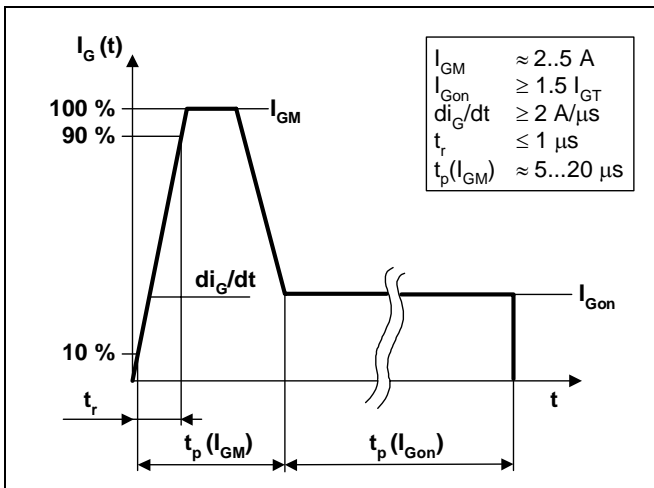 I_G (t)
100 %
90 %
I_GM
di_G/dt
I_Gon
10 %
t
t_r
t_p (I_GM)
t_p (I_Gon)
I_GM ≈ 2..5 A
I_Gon ≥ 1.5 I_GT
di_G/dt ≥ 2 A/μs
t_r ≤ 1 μs
t_p(I_GM) ≈ 5...20 μs